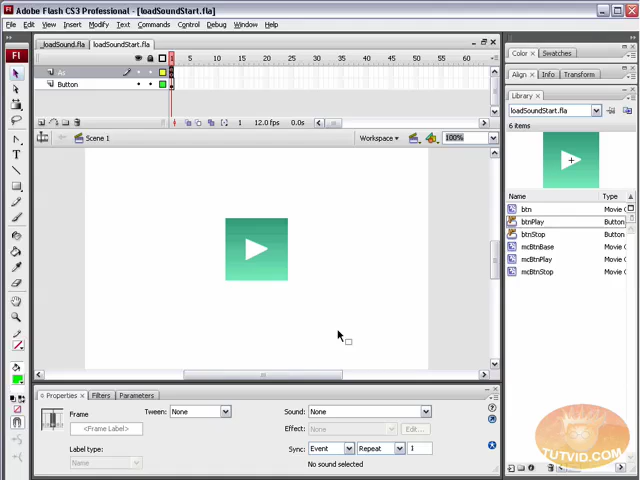 Adobe Flash CS3 Professional - [loadSoundStart.fla]
File Edit View Insert Modify Text Commands Control Debug Window Help
Fl
_loadSound.fla loadSoundStart.fla
1 5 10 15 20 25 30 35 40 45 50 55 60
As
Button
1 12.0 fps 0.0s
Scene 1 Workspace 100%
Color Swatches
Align Info Transform
Library
loadSoundStart.fla
6 items
Name Type
btn Movie C
btnPlay Button
btnStop Button
mcBtnBase Movie C
mcBtnPlay Movie C
mcBtnStop Movie C
Properties Filters Parameters
Frame Tween: None Sound: None
<Frame Label> Effect: None Edit...
Label type: Sync: Event Repeat 1
Name No sound selected
TUTVID.COM